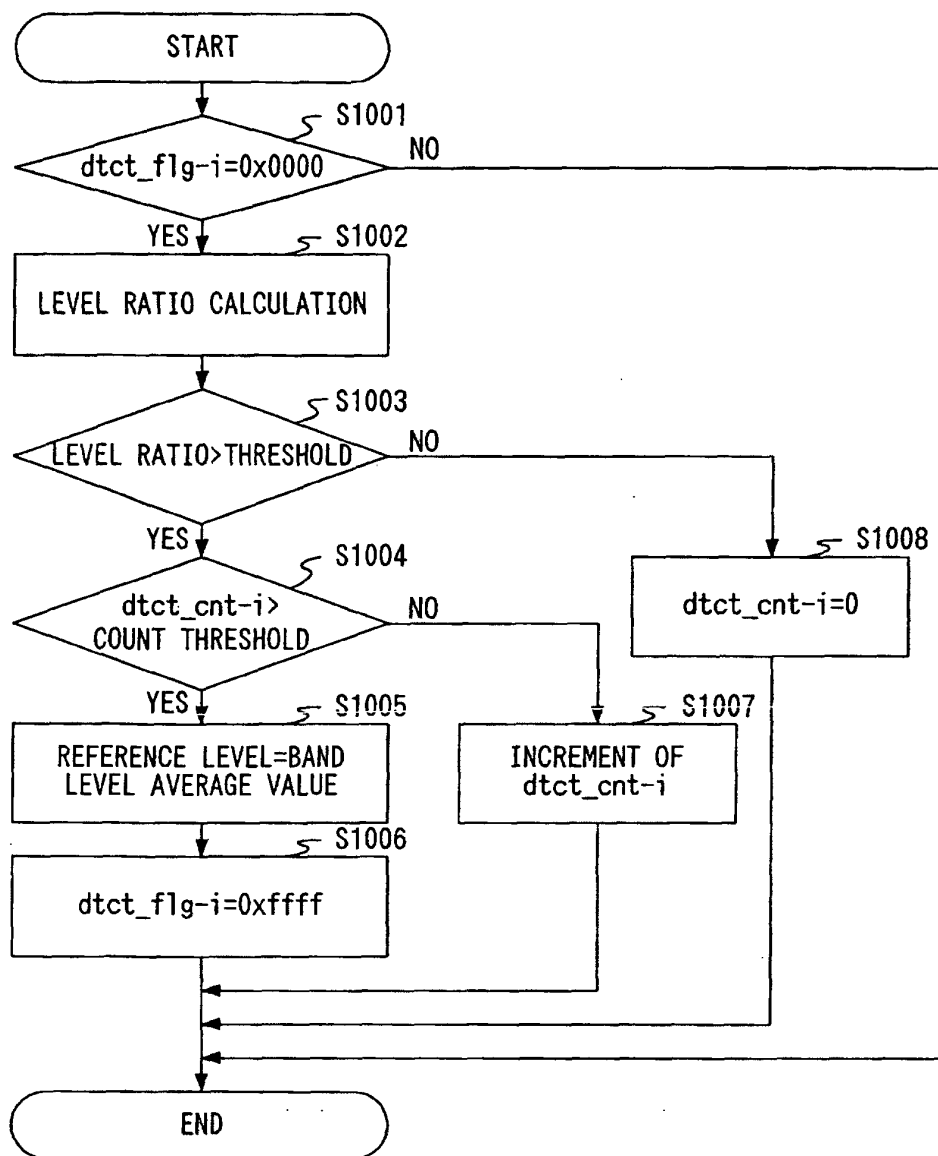 START
S1001
dtct_flg-i=0x0000
NO
YES
S1002
LEVEL RATIO CALCULATION
S1003
LEVEL RATIO>THRESHOLD
NO
YES
S1004
S1008
dtct_cnt-i>
COUNT THRESHOLD
NO
dtct_cnt-i=0
YES
S1005
S1007
REFERENCE LEVEL=BAND
LEVEL AVERAGE VALUE
INCREMENT OF
dtct_cnt-i
S1006
dtct_flg-i=0xffff
END